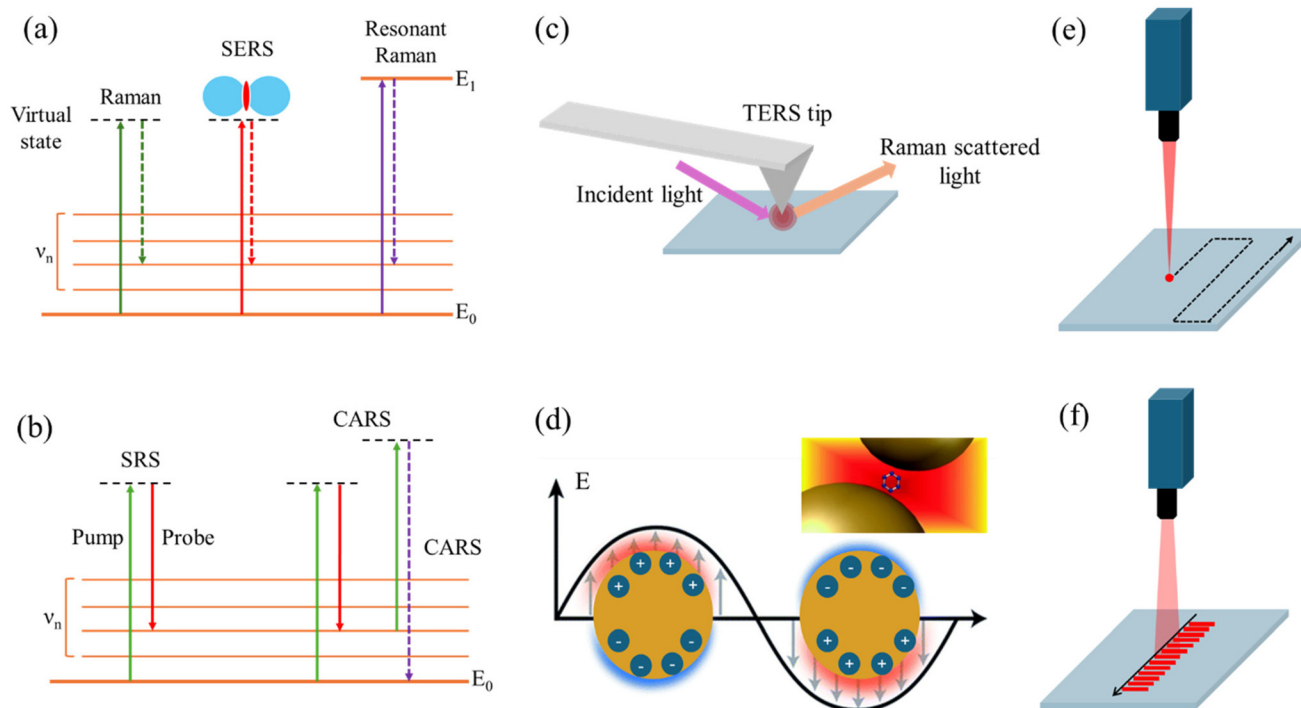 (a)
SERS
Resonant
Raman
E1
Raman
Virtual
state
νn
E0
(b)
CARS
SRS
Pump
Probe
CARS
νn
E0
(c)
TERS tip
Raman scattered
light
Incident light
(d)
E
+ + + +
- - - -
- - - -
+ + + +
(e)
(f)